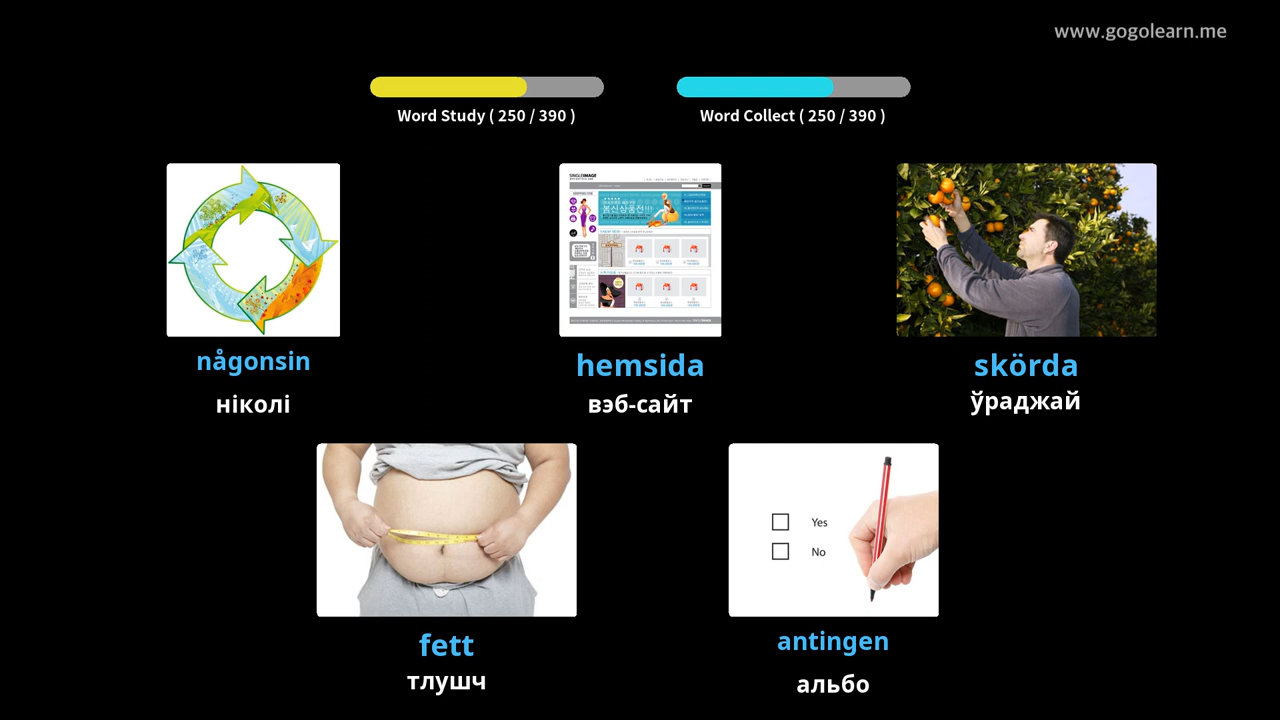 www.gogolearn.me
Word Study ( 250 / 390 )
Word Collect ( 250 / 390 )
någonsin
hemsida
skörda
ніколі
вэб-сайт
ўраджай
Yes
No
fett
antingen
тлушч
альбо